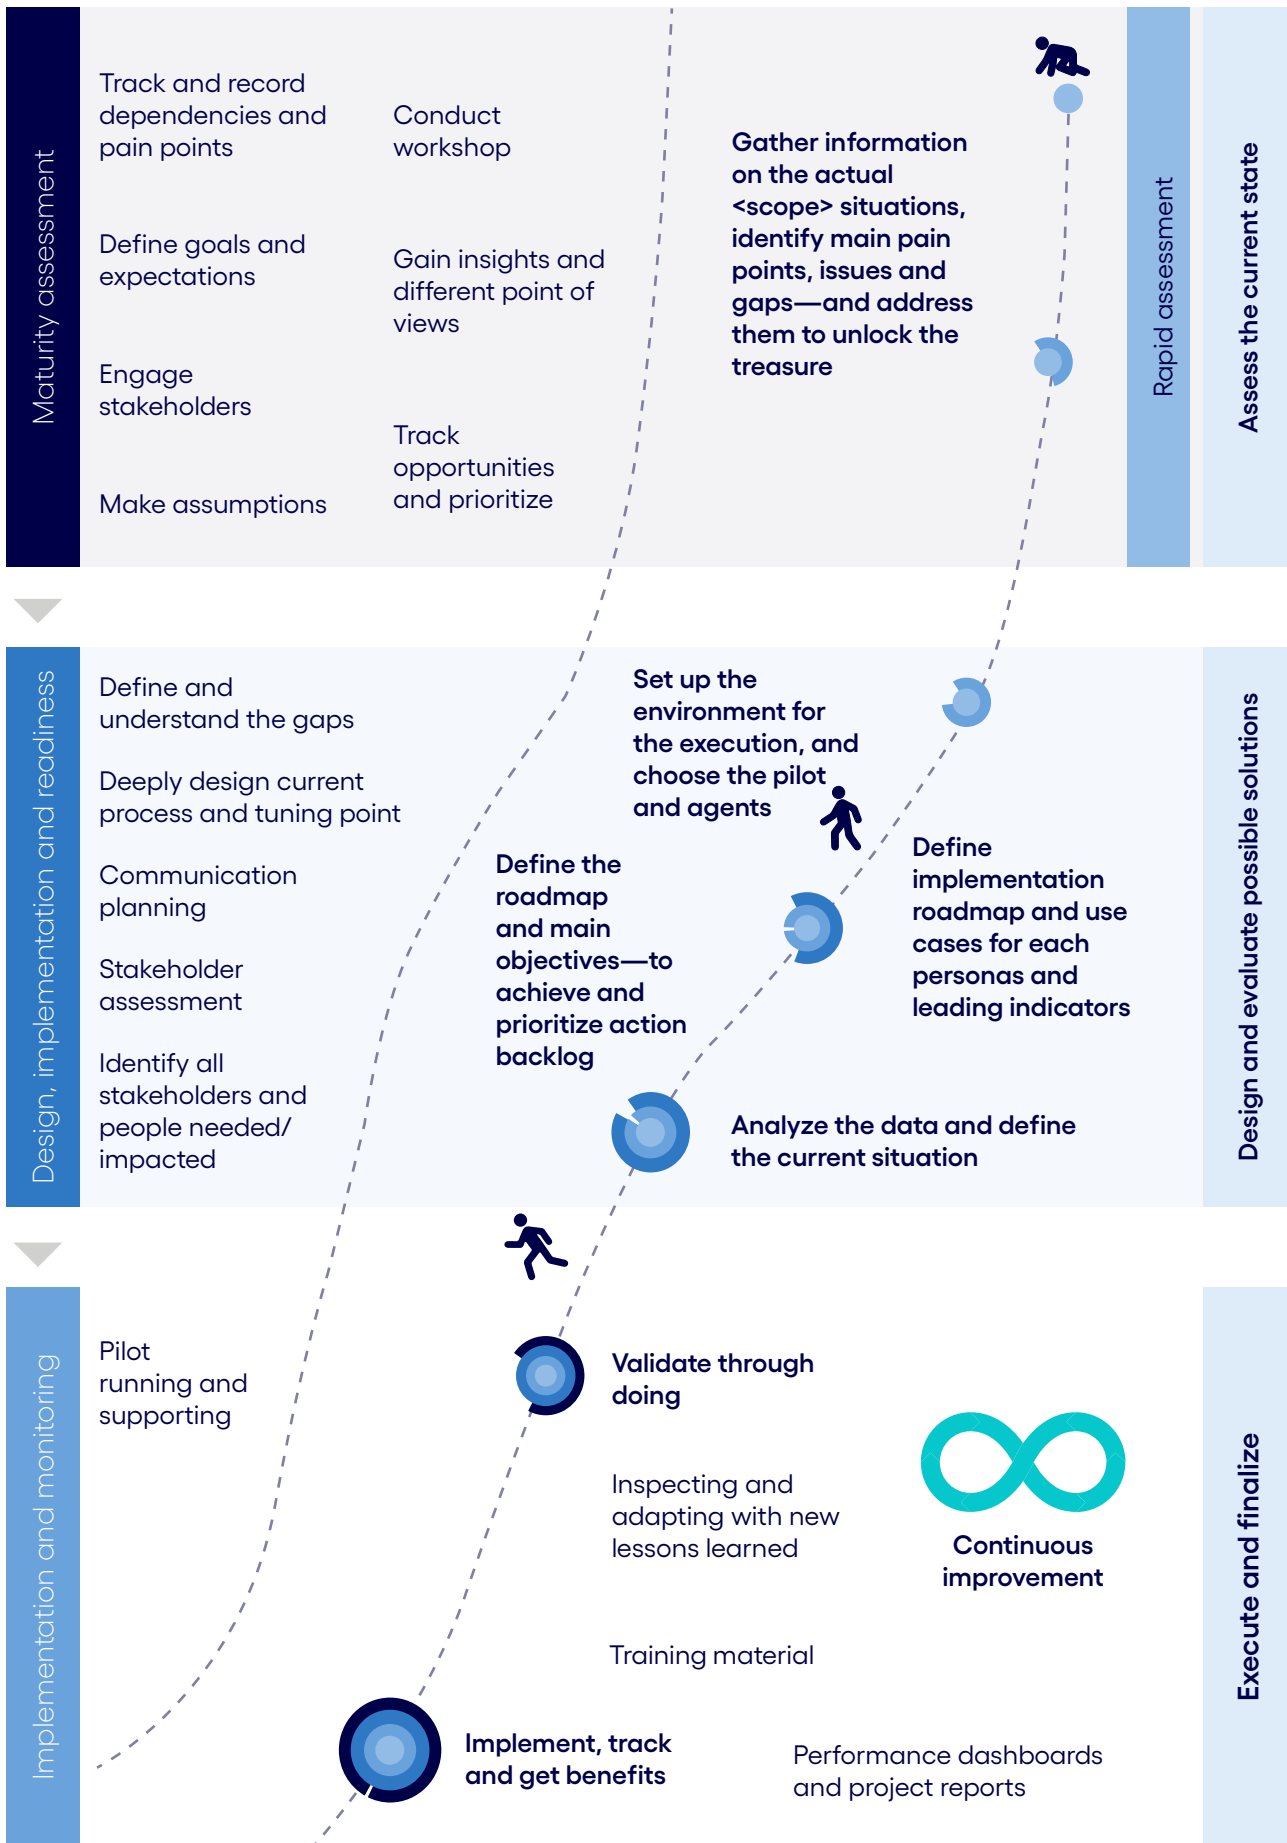 Maturity assessment
Track and record
dependencies and
pain points
Define goals and
expectations
Engage
stakeholders
Make assumptions
Conduct
workshop
Gain insights and
different point of
views
Track
opportunities
and prioritize
Gather information
on the actual
<scope> situations,
identify main pain
points, issues and
gaps—and address
them to unlock the
treasure
Rapid assessment
Assess the current state
Design, implementation and readiness
Define and
understand the gaps
Deeply design current
process and tuning point
Communication
planning
Stakeholder
assessment
Identify all
stakeholders and
people needed/
impacted
Set up the
environment for
the execution, and
choose the pilot
and agents
Define the
roadmap
and main
objectives—to
achieve and
prioritize action
backlog
Define
implementation
roadmap and use
cases for each
personas and
leading indicators
Analyze the data and define
the current situation
Design and evaluate possible solutions
Implementation and monitoring
Pilot
running and
supporting
Validate through
doing
Inspecting and
adapting with new
lessons learned
Continuous
improvement
Training material
Implement, track
and get benefits
Performance dashboards
and project reports
Execute and finalize